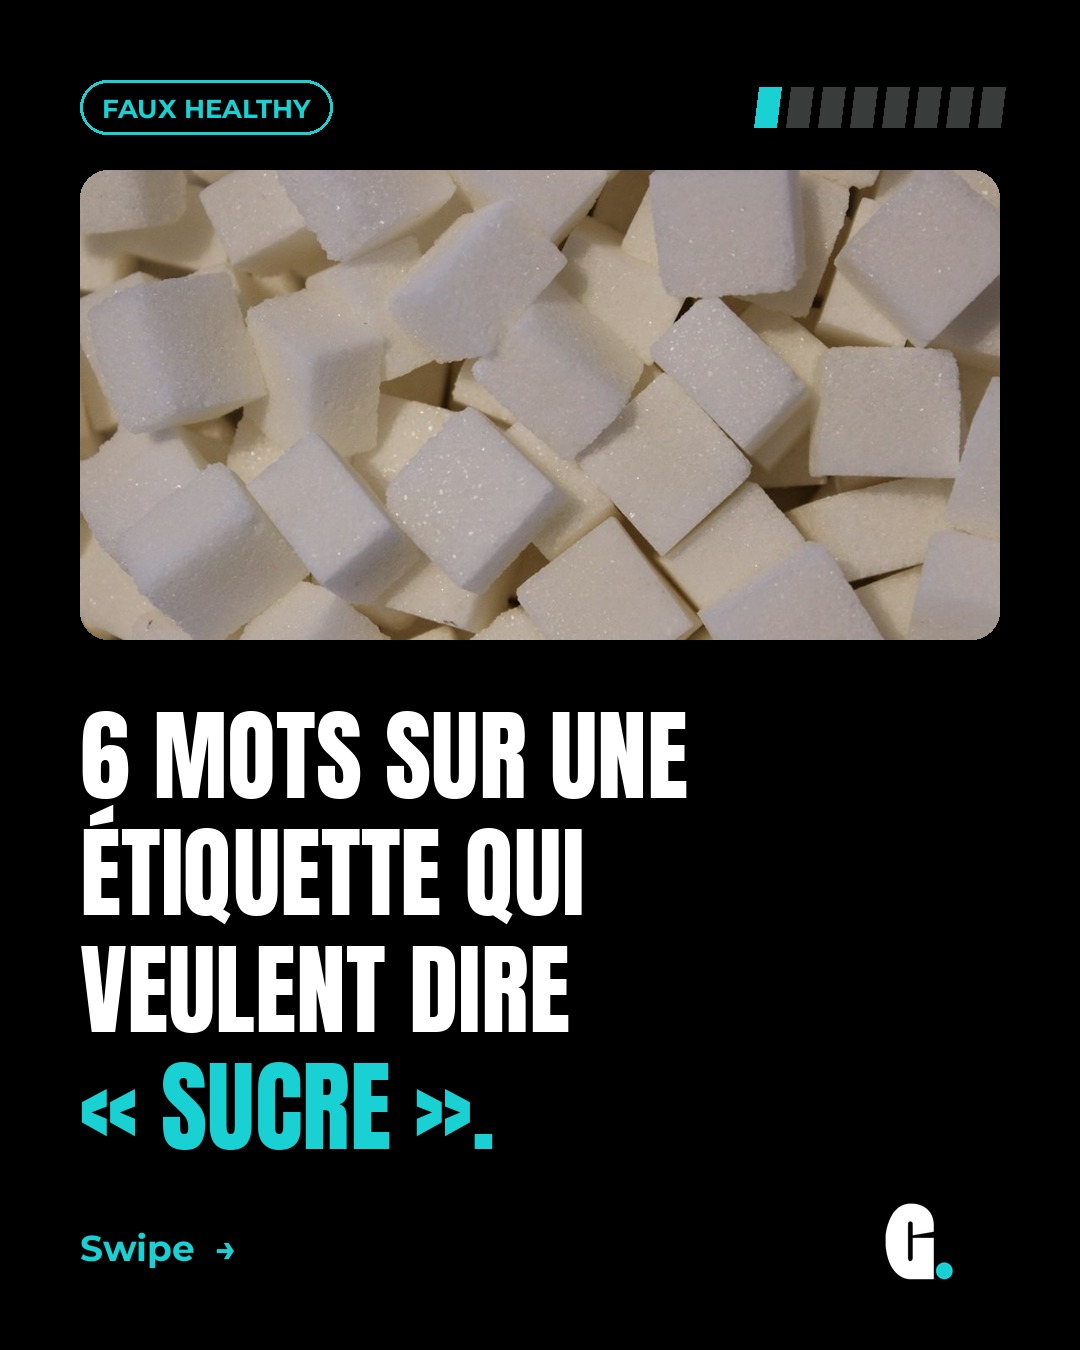 FAUX HEALTHY
6 MOTS SUR UNE
ÉTIQUETTE QUI
VEULENT DIRE
« SUCRE ».
Swipe →
G.